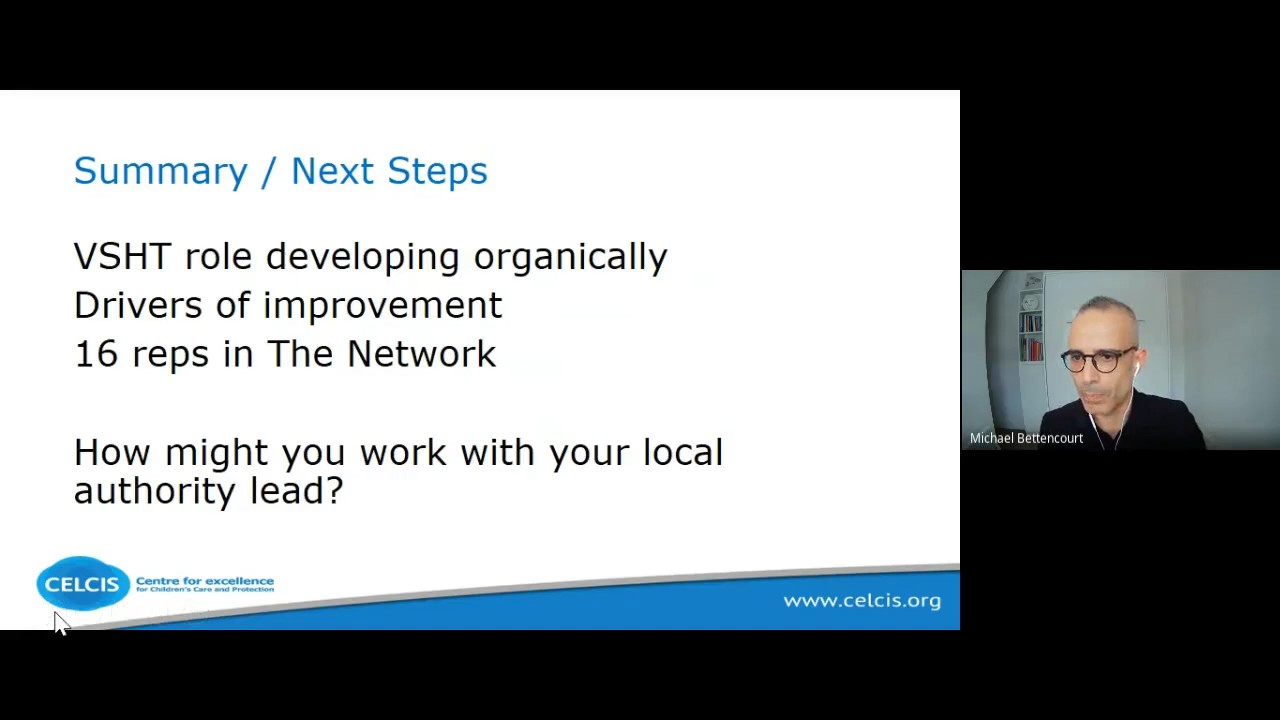 Summary / Next Steps
VSHT role developing organically
Drivers of improvement
16 reps in The Network
How might you work with your local
authority lead?
CELCIS
Centre for excellence
for Children's Care and Protection
www.celcis.org
Michael Bettencourt